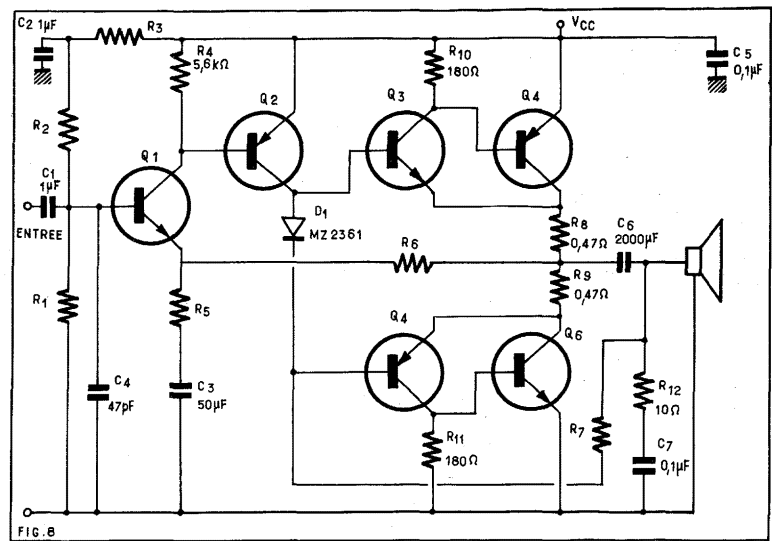 C2 1µF
R3
VCC
R4
5,6kΩ
R10
180Ω
C5
0,1µF
R2
Q2
Q3
Q4
Q1
C1
1µF
ENTREE
D1
MZ2361
R8
0,47Ω
C6
2000µF
R6
R9
0,47Ω
R1
R5
Q4
Q6
C4
47pF
C3
50µF
R7
R12
10Ω
R11
180Ω
C7
0,1µF
FIG.8